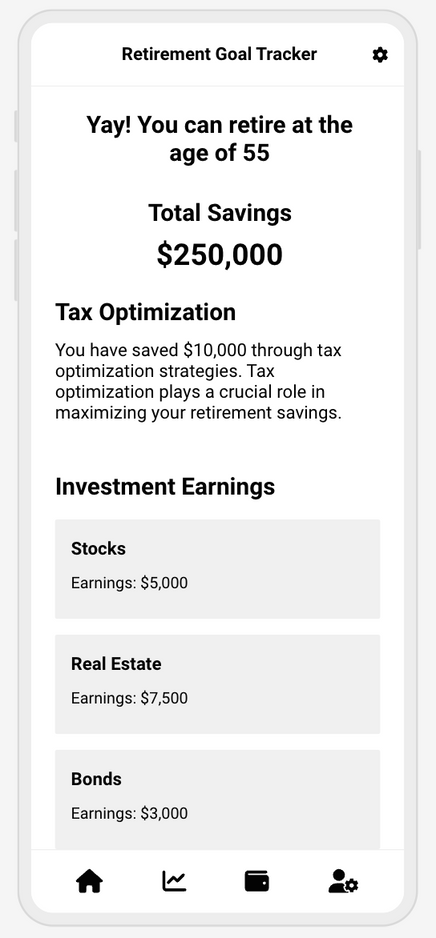 Retirement Goal Tracker
Yay! You can retire at the
age of 55
Total Savings
$250,000
Tax Optimization
You have saved $10,000 through tax
optimization strategies. Tax
optimization plays a crucial role in
maximizing your retirement savings.
Investment Earnings
Stocks
Earnings: $5,000
Real Estate
Earnings: $7,500
Bonds
Earnings: $3,000